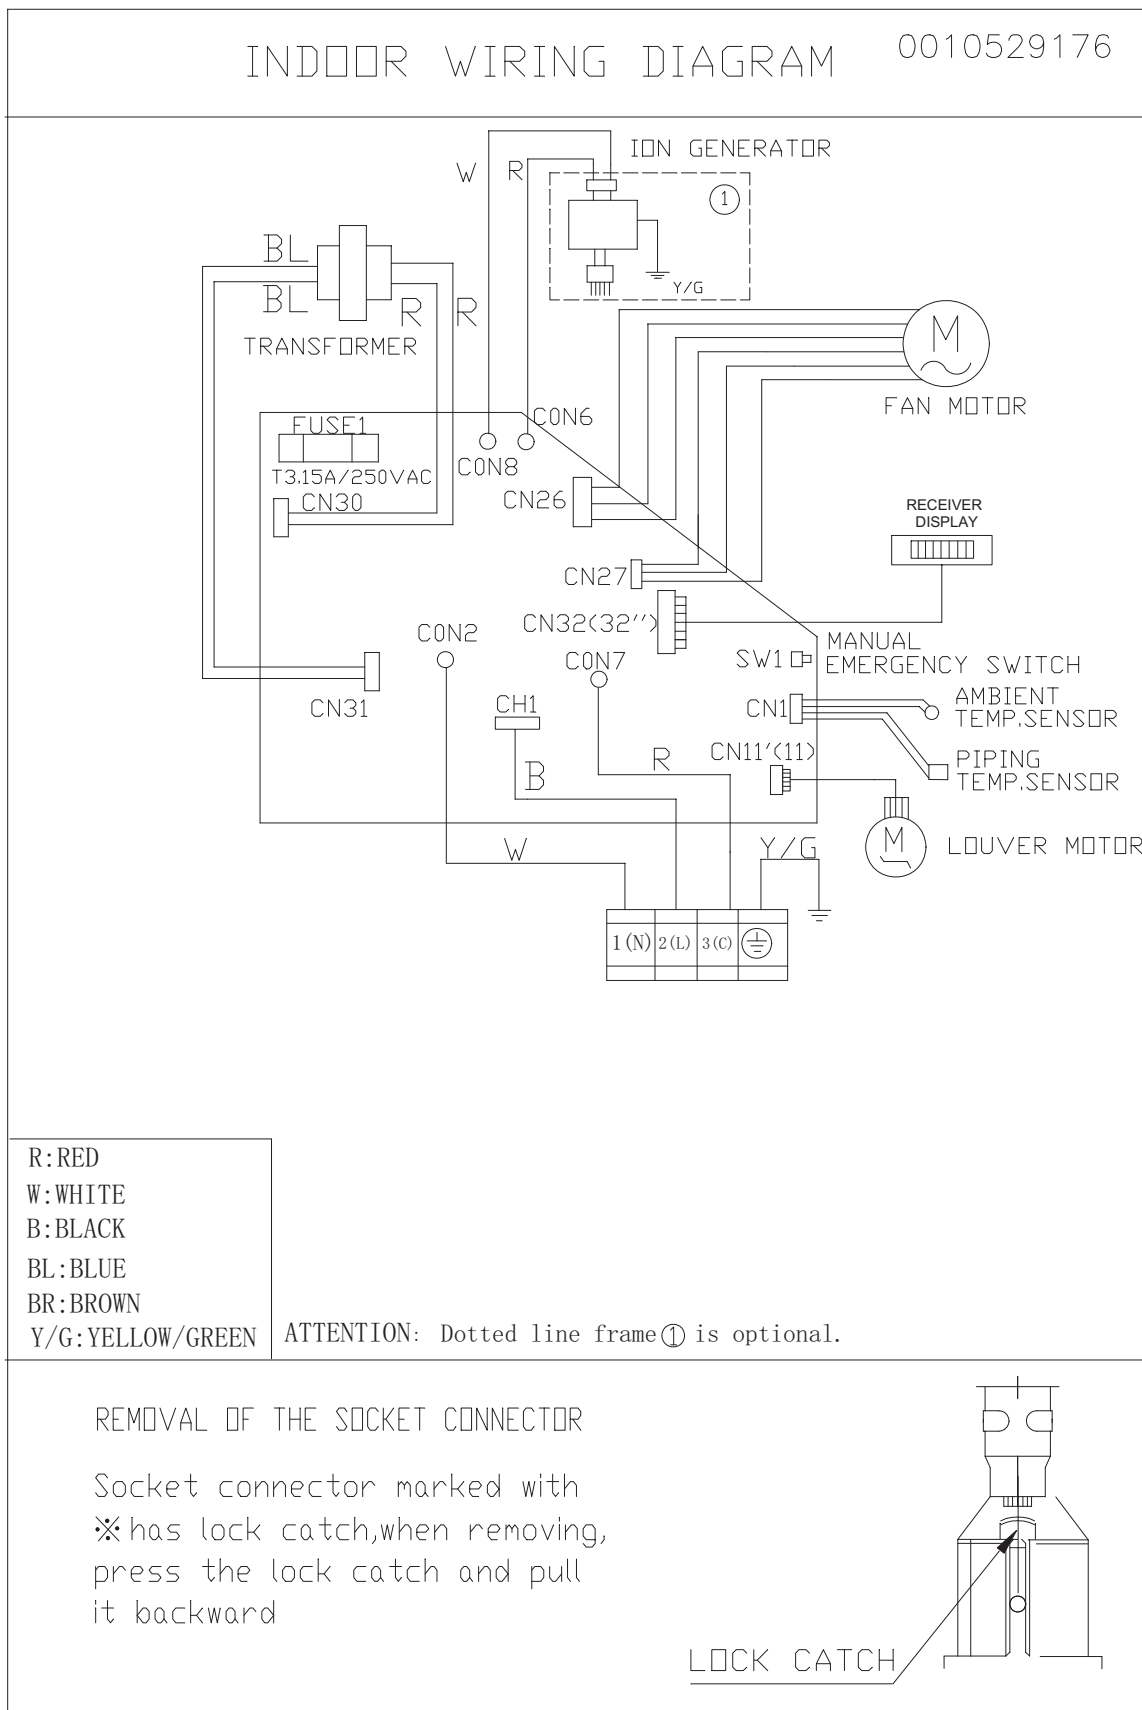 INDOOR WIRING DIAGRAM
0010529176
ION GENERATOR
W
R
1
Y/G
BL
BL
R
R
TRANSFORMER
M
FAN MOTOR
FUSE1
T3.15A/250VAC
CON6
CON8
CN30
CN26
RECEIVER
DISPLAY
CN27
CN32(32'')
CON2
CON7
SW1
MANUAL
EMERGENCY SWITCH
CN31
CH1
CN1
AMBIENT
TEMP.SENSOR
CN11'(11)
PIPING
TEMP.SENSOR
B
R
W
Y/G
M
LOUVER MOTOR
1(N)
2(L)
3(C)
R:RED
W:WHITE
B:BLACK
BL:BLUE
BR:BROWN
Y/G:YELLOW/GREEN
ATTENTION: Dotted line frame① is optional.
REMOVAL OF THE SOCKET CONNECTOR
Socket connector marked with
※ has lock catch,when removing,
press the lock catch and pull
it backward
LOCK CATCH